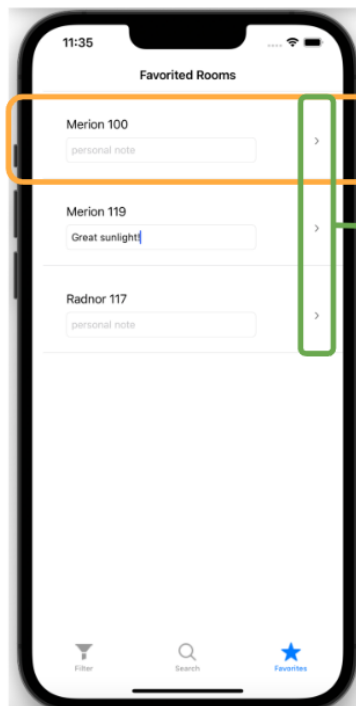 11:35
Favorited Rooms
Merion 100
personal note
Merion 119
Great sunlight!
Radnor 117
personal note
Filter
Search
Favorites